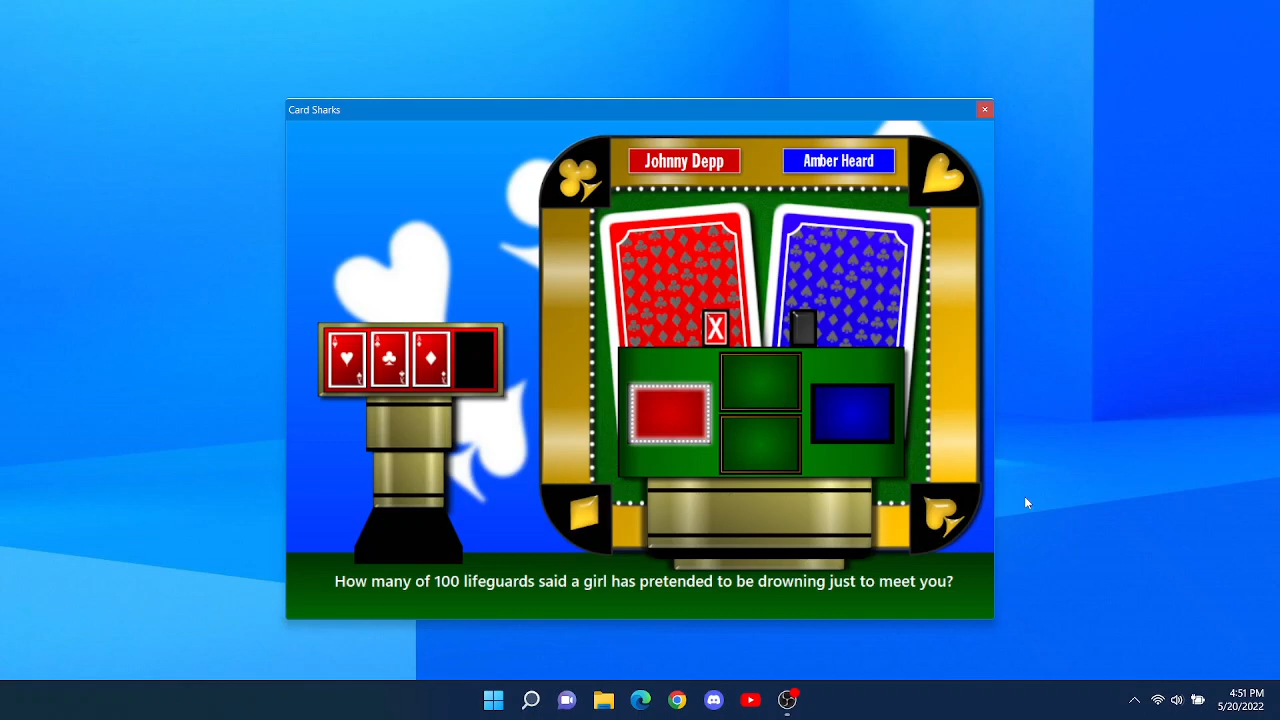 Card Sharks
Johnny Depp
Amber Heard
X
How many of 100 lifeguards said a girl has pretended to be drowning just to meet you?
4:51 PM
5/20/2022